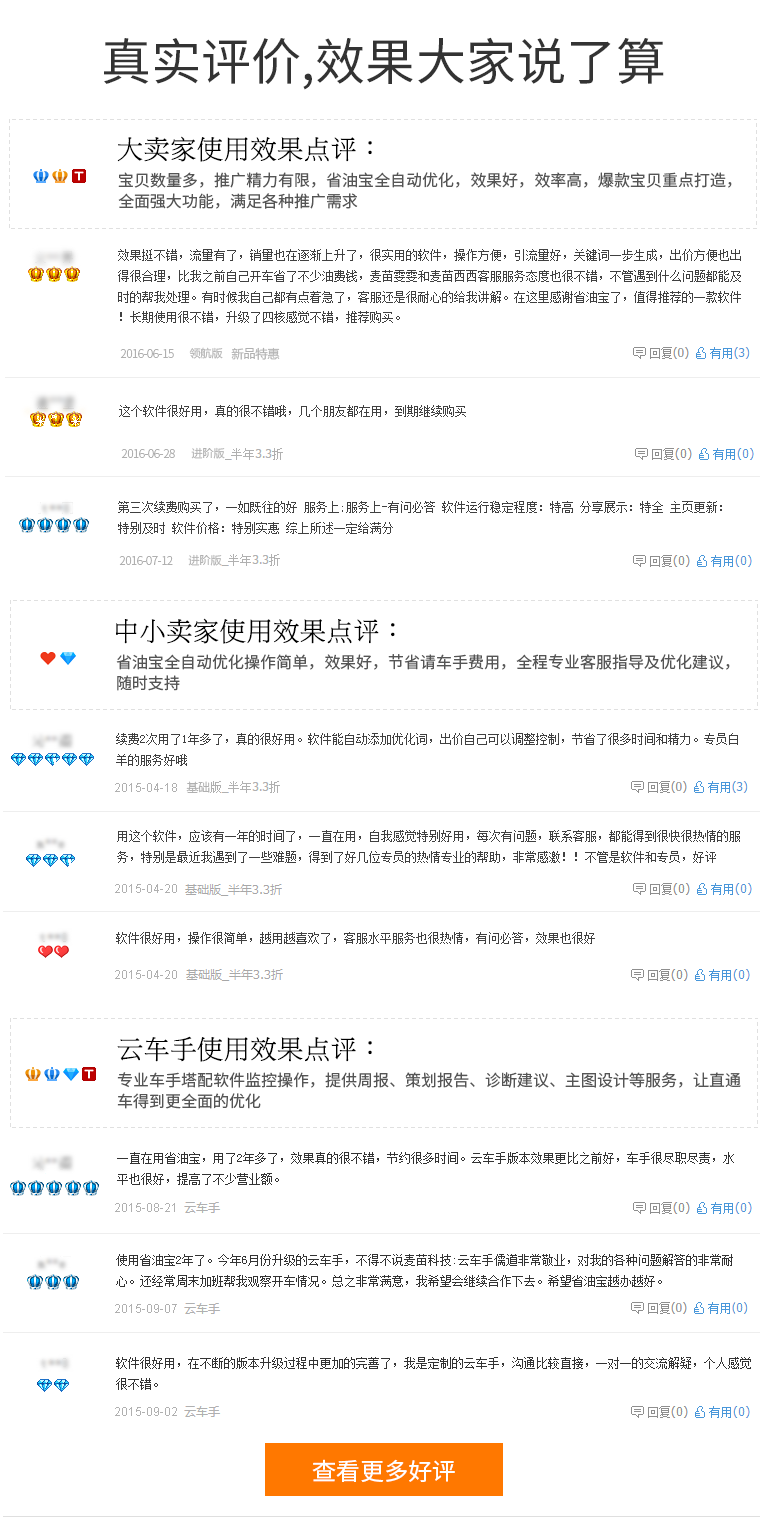 真实评价,效果大家说了算
大卖家使用效果点评：
T
宝贝数量多，推广精力有限，省油宝全自动优化，效果好，效率高，爆款宝贝重点打造，
全面强大功能，满足各种推广需求
效果挺不错，流量有了，销量也在逐渐上升了，很实用的软件，操作方便，引流量好，关键词一步生成，出价方便也出
得很合理，比我之前自己开车省了不少油费钱，麦苗雯雯和麦苗西西客服服务态度也很不错，不管遇到什么问题都能及
时的帮我处理。有时候我自己都有点着急了，客服还是很耐心的给我讲解。在这里感谢省油宝了，值得推荐的一款软件
！长期使用很不错，升级了四核感觉不错，推荐购买。
2016-06-15 领航版 新品特惠 回复(0) 有用(3)
这个软件很好用，真的很不错哦，几个朋友都在用，到期继续购买
2016-06-28 进阶版_半年3.3折 回复(0) 有用(0)
第三次续费购买了，一如既往的好 服务上:服务上-有问必答 软件运行稳定程度: 特高 分享展示: 特全 主页更新:
特别及时 软件价格: 特别实惠 综上所述一定给满分
2016-07-12 进阶版_半年3.3折 回复(0) 有用(0)
中小卖家使用效果点评：
省油宝全自动优化操作简单，效果好，节省请车手费用，全程专业客服指导及优化建议，
随时支持
续费2次用了1年多了，真的很好用。软件能自动添加优化词，出价自己可以调整控制，节省了很多时间和精力。专员白
羊的服务好哦
2015-04-18 基础版_半年3.3折 回复(0) 有用(3)
用这个软件，应该有一年的时间了，一直在用，自我感觉特别好用，每次有问题，联系客服，都能得到很快很热情的服
务，特别是最近我遇到了一些难题，得到了好几位专员的热情专业的帮助，非常感激！！不管是软件和专员，好评
2015-04-20 基础版_半年3.3折 回复(0) 有用(0)
软件很好用，操作很简单，越用越喜欢了，客服水平服务也很热情，有问必答，效果也很好
2015-04-20 基础版_半年3.3折 回复(0) 有用(0)
云车手使用效果点评：
T
专业车手搭配软件监控操作，提供周报、策划报告、诊断建议、主图设计等服务，让直通
车得到更全面的优化
一直在用省油宝，用了2年多了，效果真的很不错，节约很多时间。云车手版本效果更比之前好，车手很尽职尽责，水
平也很好，提高了不少营业额。
2015-08-21 云车手 回复(0) 有用(0)
使用省油宝2年了。今年6月份升级的云车手，不得不说麦苗科技:云车手儒道非常敬业，对我的各种问题解答的非常耐
心。还经常周末加班帮我观察开车情况。总之非常满意，我希望会继续合作下去。希望省油宝越办越好。
2015-09-07 云车手 回复(0) 有用(0)
软件很好用，在不断的版本升级过程中更加的完善了，我是定制的云车手，沟通比较直接，一对一的交流解疑，个人感觉
很不错。
2015-09-02 云车手 回复(0) 有用(0)
查看更多好评